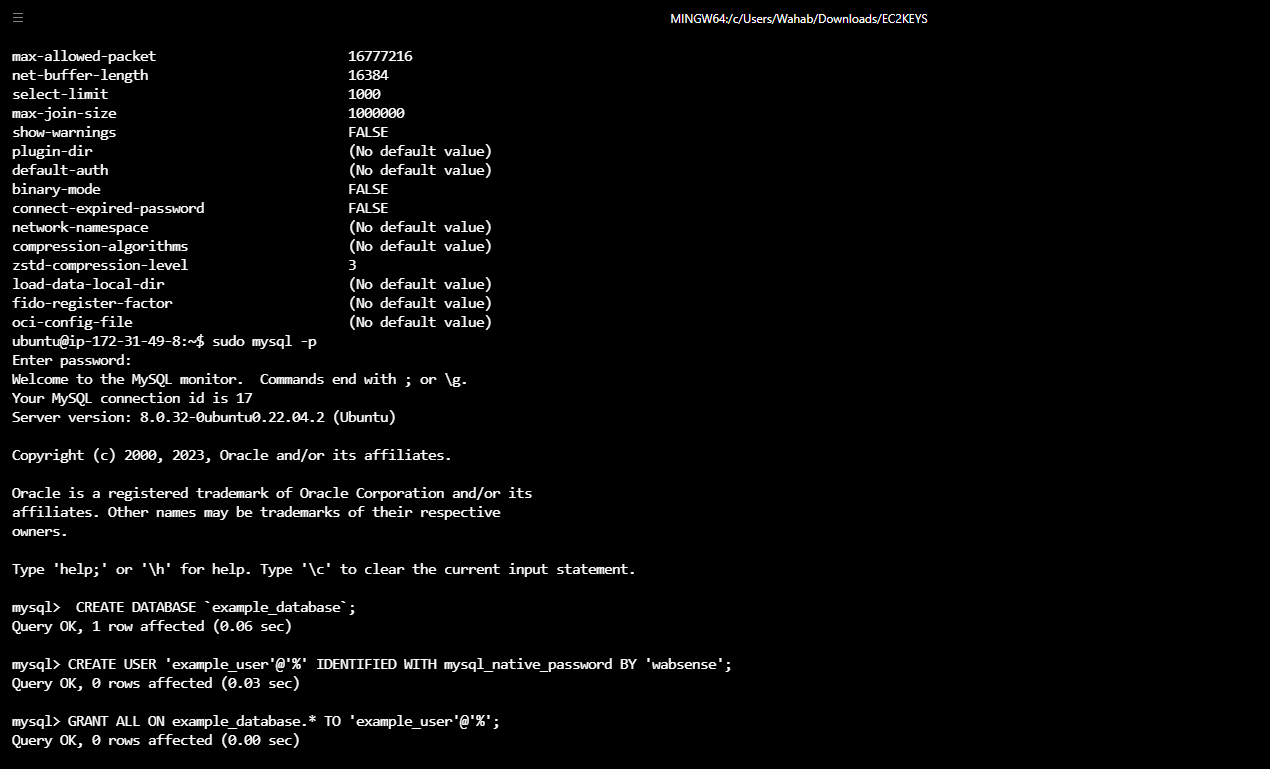 ☰ MINGW64:/c/Users/Wahab/Downloads/EC2KEYS
max-allowed-packet 16777216
net-buffer-length 16384
select-limit 1000
max-join-size 1000000
show-warnings FALSE
plugin-dir (No default value)
default-auth (No default value)
binary-mode FALSE
connect-expired-password FALSE
network-namespace (No default value)
compression-algorithms (No default value)
zstd-compression-level 3
load-data-local-dir (No default value)
fido-register-factor (No default value)
oci-config-file (No default value)
ubuntu@ip-172-31-49-8:~$ sudo mysql -p
Enter password:
Welcome to the MySQL monitor.  Commands end with ; or \g.
Your MySQL connection id is 17
Server version: 8.0.32-0ubuntu0.22.04.2 (Ubuntu)
Copyright (c) 2000, 2023, Oracle and/or its affiliates.
Oracle is a registered trademark of Oracle Corporation and/or its
affiliates. Other names may be trademarks of their respective
owners.
Type 'help;' or '\h' for help. Type '\c' to clear the current input statement.
mysql>  CREATE DATABASE `example_database`;
Query OK, 1 row affected (0.06 sec)
mysql> CREATE USER 'example_user'@'%' IDENTIFIED WITH mysql_native_password BY 'wabsense';
Query OK, 0 rows affected (0.03 sec)
mysql> GRANT ALL ON example_database.* TO 'example_user'@'%';
Query OK, 0 rows affected (0.00 sec)